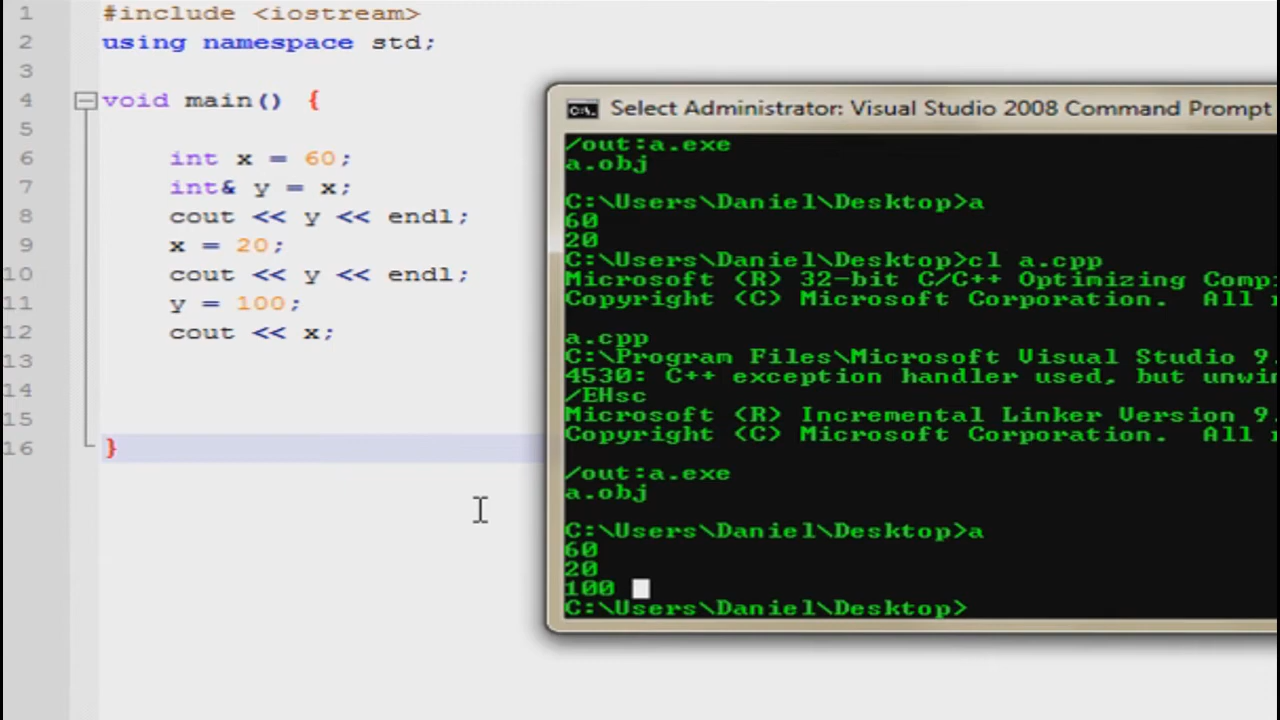 1 #include <iostream>
2 using namespace std;
3
4 void main() {
5
6 int x = 60;
7 int& y = x;
8 cout << y << endl;
9 x = 20;
10 cout << y << endl;
11 y = 100;
12 cout << x;
13
14
15
16 }
Select Administrator: Visual Studio 2008 Command Prompt
/out:a.exe
a.obj
C:\Users\Daniel\Desktop>a
60
20
C:\Users\Daniel\Desktop>cl a.cpp
Microsoft (R) 32-bit C/C++ Optimizing
Copyright (C) Microsoft Corporation. All
a.cpp
C:\Program Files\Microsoft Visual Studio 9.
4530: C++ exception handler used, but
/EHsc
Microsoft (R) Incremental Linker Version 9.
Copyright (C) Microsoft Corporation. All
/out:a.exe
a.obj
C:\Users\Daniel\Desktop>a
60
20
100
C:\Users\Daniel\Desktop>